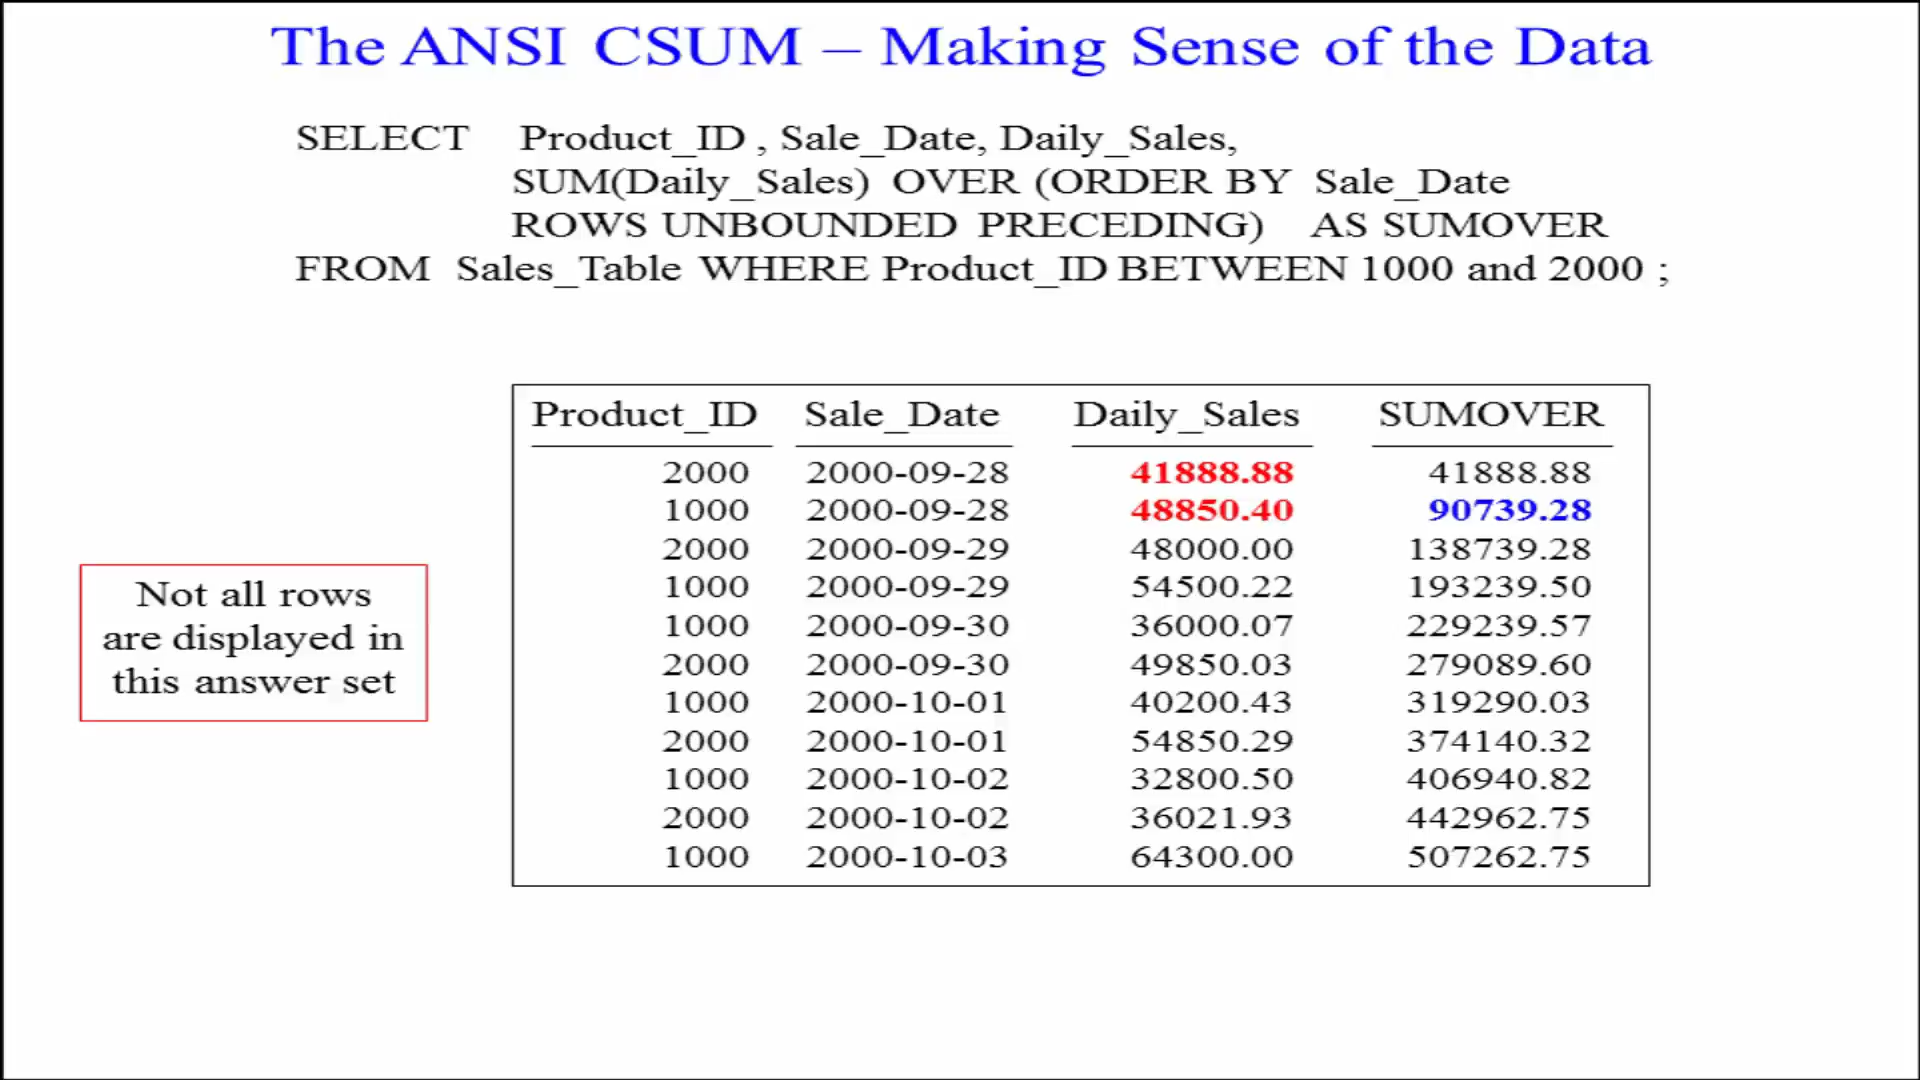 The ANSI CSUM – Making Sense of the Data
SELECT Product_ID , Sale_Date, Daily_Sales,
SUM(Daily_Sales) OVER (ORDER BY Sale_Date
ROWS UNBOUNDED PRECEDING) AS SUMOVER
FROM Sales_Table WHERE Product_ID BETWEEN 1000 and 2000 ;
Not all rows
are displayed in
this answer set
Product_ID Sale_Date Daily_Sales SUMOVER
2000 2000-09-28 41888.88 41888.88
1000 2000-09-28 48850.40 90739.28
2000 2000-09-29 48000.00 138739.28
1000 2000-09-29 54500.22 193239.50
1000 2000-09-30 36000.07 229239.57
2000 2000-09-30 49850.03 279089.60
1000 2000-10-01 40200.43 319290.03
2000 2000-10-01 54850.29 374140.32
1000 2000-10-02 32800.50 406940.82
2000 2000-10-02 36021.93 442962.75
1000 2000-10-03 64300.00 507262.75